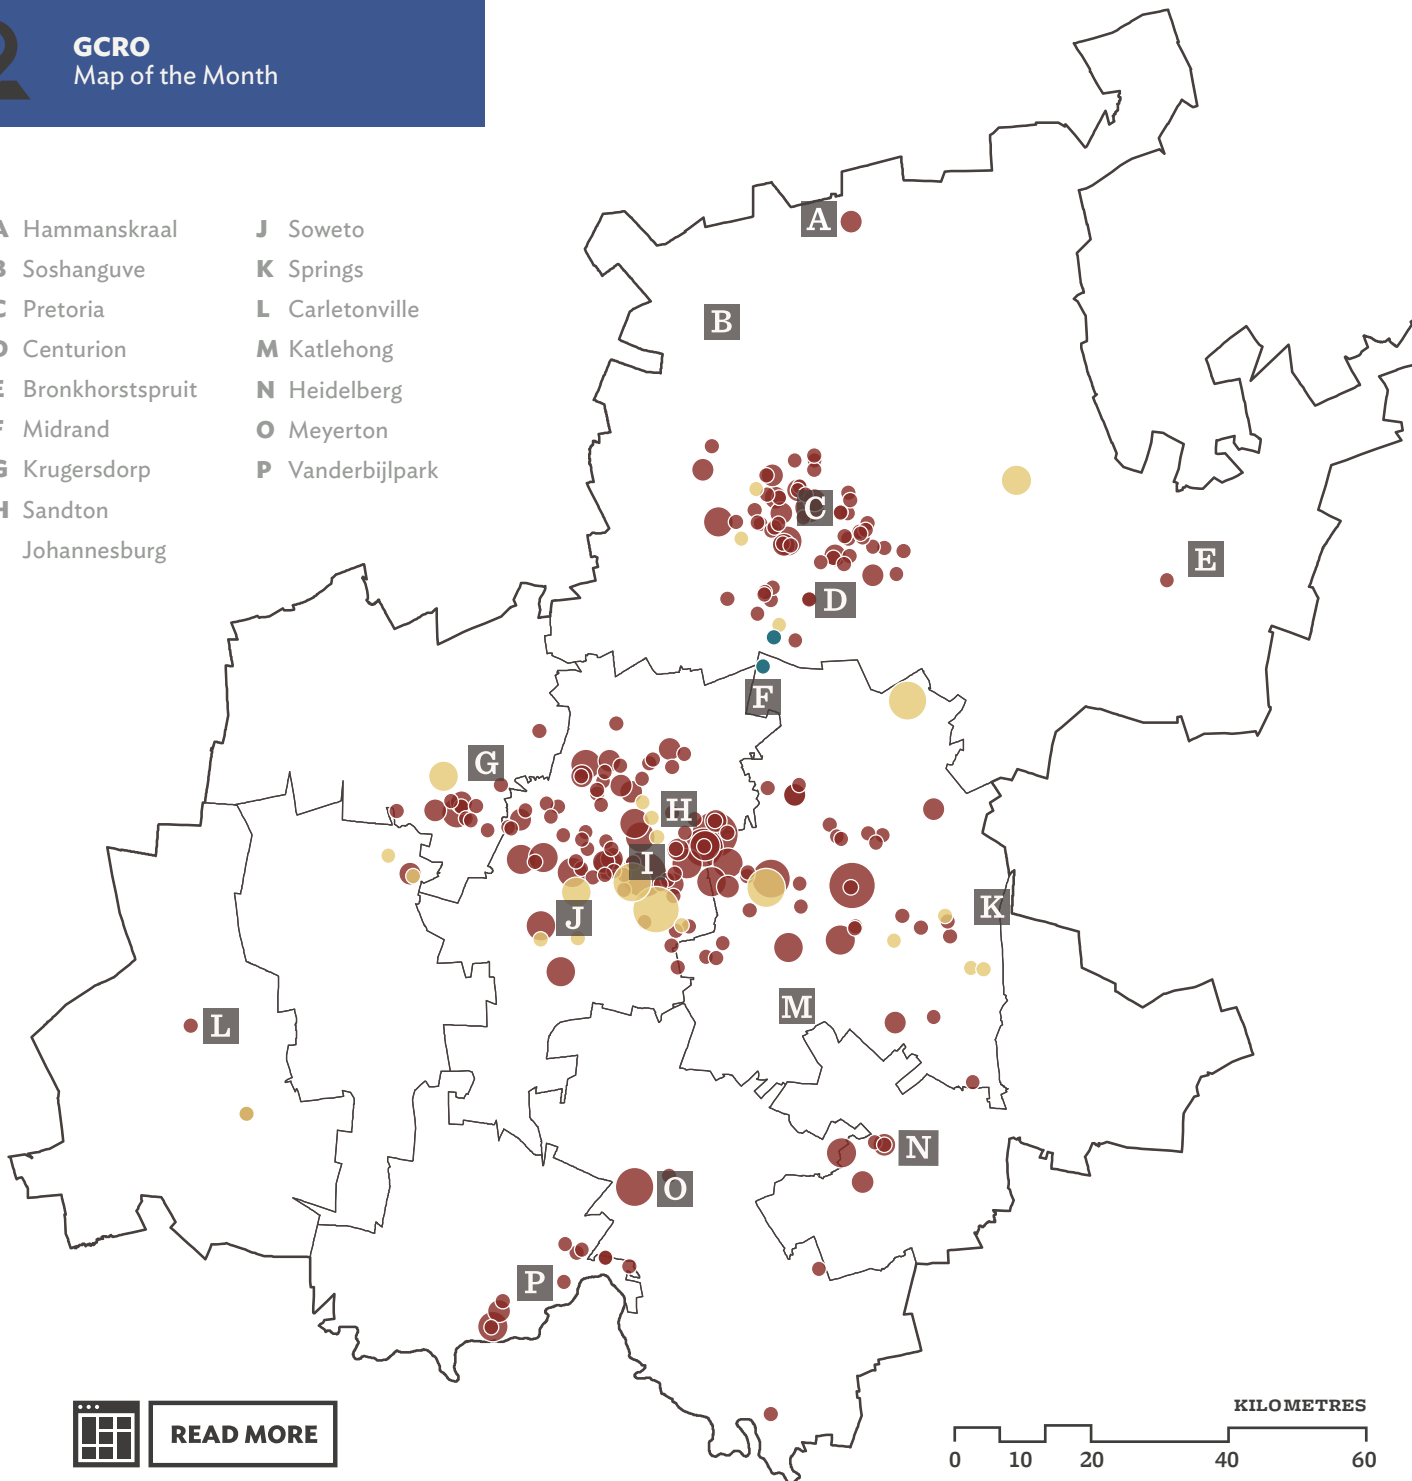 GCRO
Map of the Month
A Hammanskraal
B Soshanguve
C Pretoria
D Centurion
E Bronkhorstspruit
F Midrand
G Krugersdorp
H Sandton
Johannesburg
J Soweto
K Springs
L Carletonville
M Katlehong
N Heidelberg
O Meyerton
P Vanderbijlpark
A
B
C
E
D
F
G
H
I
K
J
M
L
N
O
P
READ MORE
KILOMETRES
0 10 20 40 60